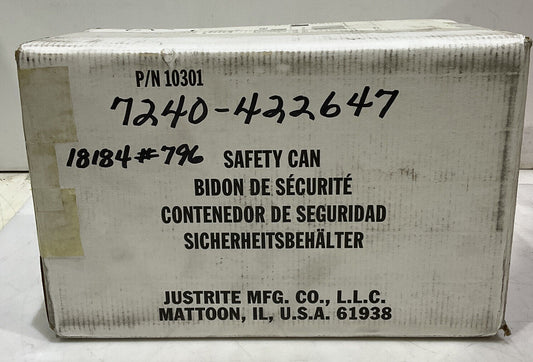 P/N 10301
7240-422647
18184#796
SAFETY CAN
BIDON DE SÉCURITÉ
CONTENEDOR DE SEGURIDAD
SICHERHEITSBEHÄLTER
JUSTRITE MFG. CO., L.L.C.
MATTOON, IL, U.S.A. 61938